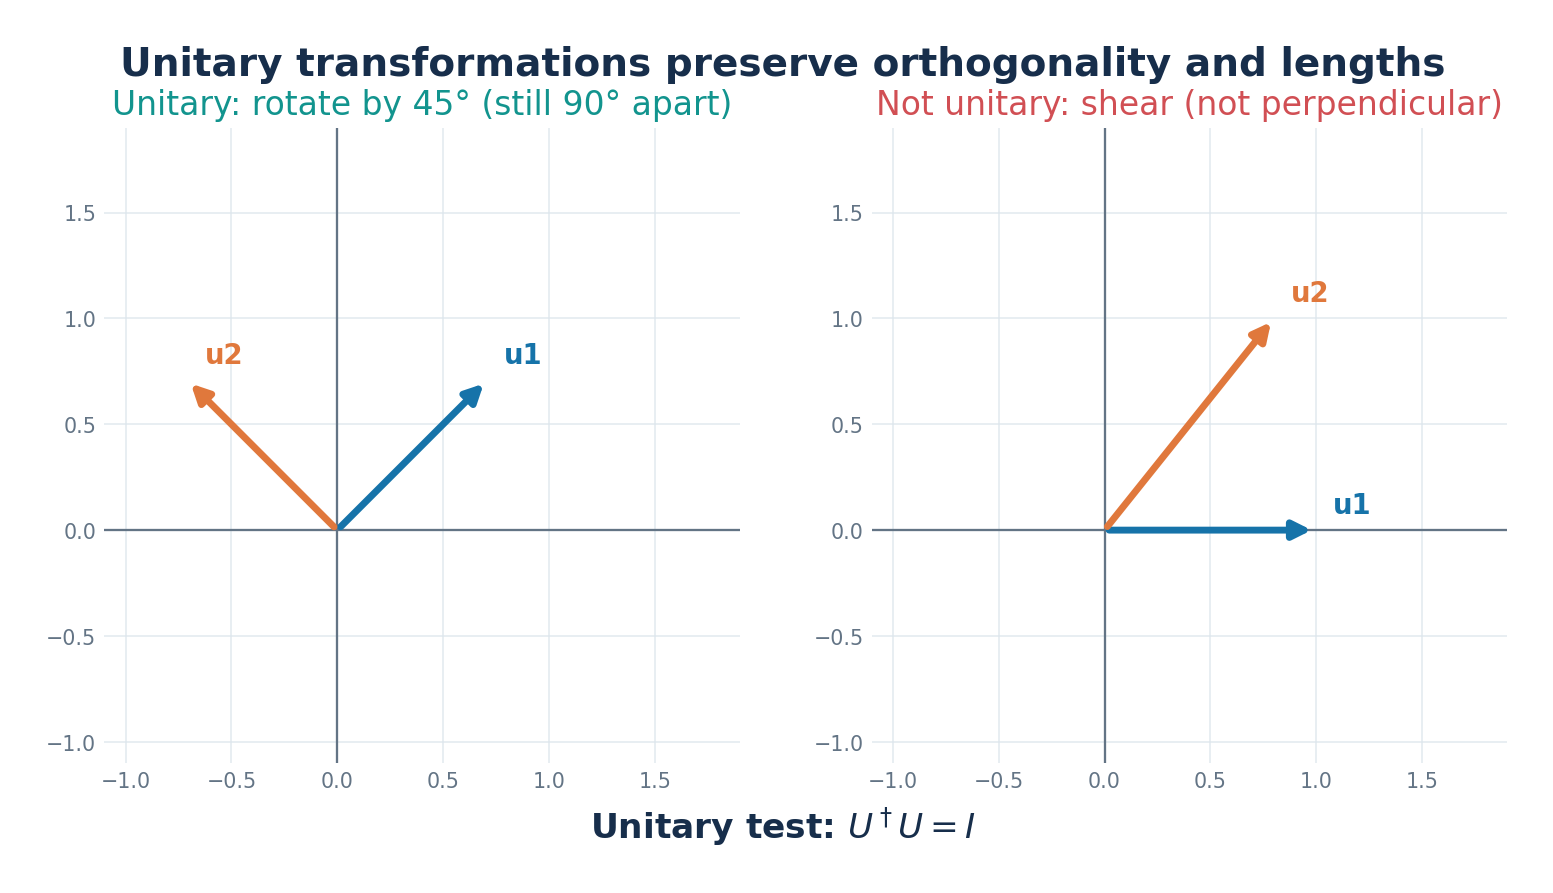 Unitary transformations preserve orthogonality and lengths
Unitary: rotate by 45° (still 90° apart)
1.5
1.0
0.5
0.0
−0.5
−1.0
u2
u1
−1.0 −0.5 0.0 0.5 1.0 1.5
Not unitary: shear (not perpendicular)
1.5
1.0
0.5
0.0
−0.5
−1.0
u2
u1
−1.0 −0.5 0.0 0.5 1.0 1.5
Unitary test: U†U = I